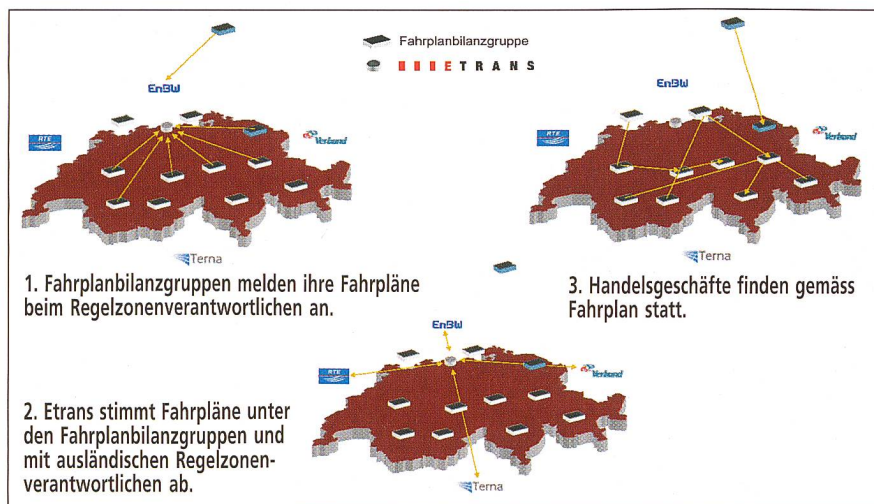 Fahrplanbilanzgruppe
ETRANS
EnBW
RTE
Verbund
Terna
1. Fahrplanbilanzgruppen melden ihre Fahrpläne
beim Regelzonenverantwortlichen an.
EnBW
RTE
Verbund
Terna
3. Handelsgeschäfte finden gemäss
Fahrplan statt.
EnBW
RTE
Verbund
Terna
2. Etrans stimmt Fahrpläne unter
den Fahrplanbilanzgruppen und
mit ausländischen Regelzonen-
verantwortlichen ab.